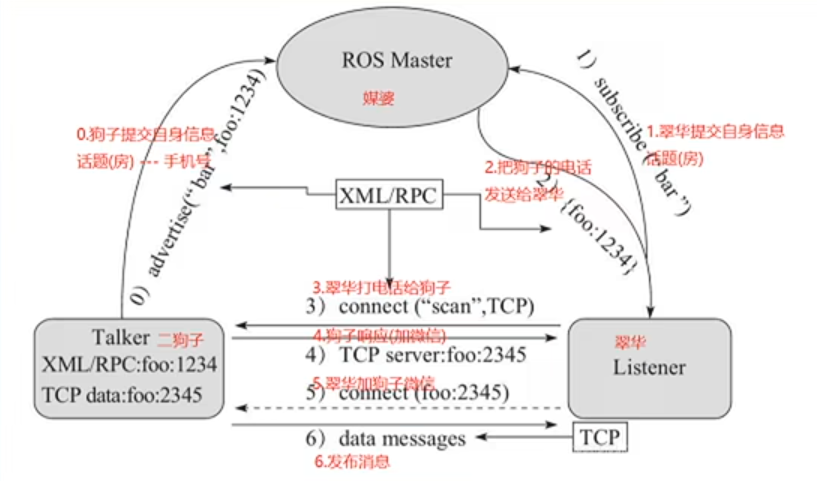 ROS Master
媒婆
0.狗子提交自身信息
话题(房) --- 手机号
0）advertise(“bar”,foo:1234)
1）subscribe（“bar”)
1.翠华提交自身信息
话题(房)
2.把狗子的电话
发送给翠华
2）{foo:1234}
XML/RPC
3.翠华打电话给狗子
3）connect (“scan”,TCP)
4.狗子响应(加微信)
4）TCP server:foo:2345
5.翠华加狗子微信
5）connect (foo:2345)
6）data messages
6.发布消息
Talker 二狗子
XML/RPC:foo:1234
TCP data:foo:2345
翠华
Listener
TCP